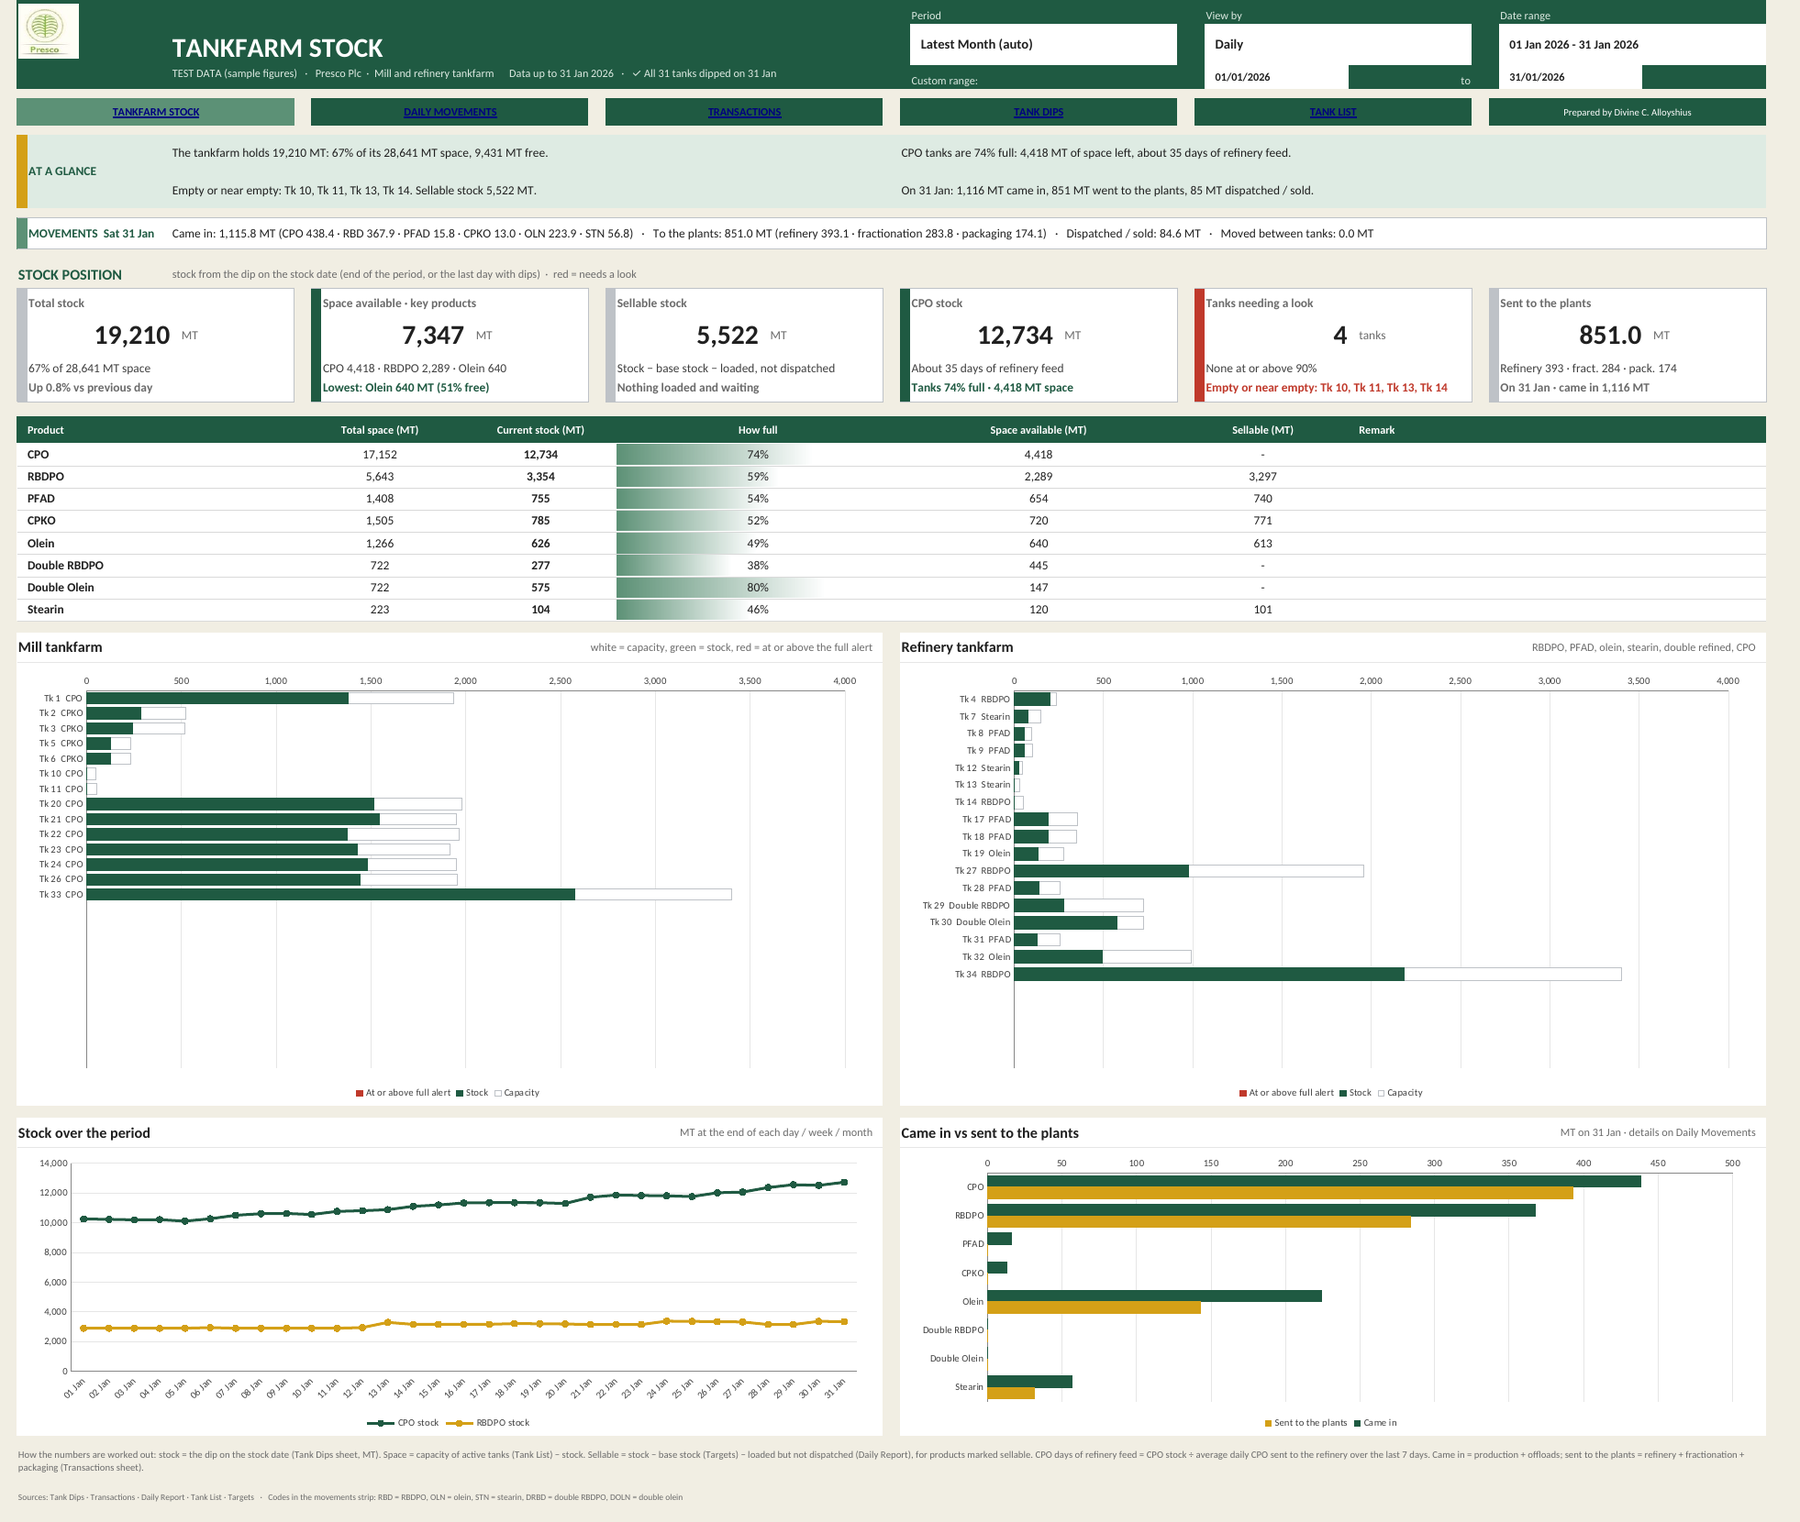 Presco
TANKFARM STOCK
TEST DATA (sample figures) · Presco Plc · Mill and refinery tankfarm Data up to 31 Jan 2026 · ✓ All 31 tanks dipped on 31 Jan
Period
Latest Month (auto)
Custom range:
View by
Daily
01/01/2026
to
Date range
01 Jan 2026 - 31 Jan 2026
31/01/2026
TANKFARM STOCK
DAILY MOVEMENTS
TRANSACTIONS
TANK DIPS
TANK LIST
Prepared by Divine C. Alloyshius
AT A GLANCE
The tankfarm holds 19,210 MT: 67% of its 28,641 MT space, 9,431 MT free.
CPO tanks are 74% full: 4,418 MT of space left, about 35 days of refinery feed.
Empty or near empty: Tk 10, Tk 11, Tk 13, Tk 14. Sellable stock 5,522 MT.
On 31 Jan: 1,116 MT came in, 851 MT went to the plants, 85 MT dispatched / sold.
MOVEMENTS Sat 31 Jan
Came in: 1,115.8 MT (CPO 438.4 · RBD 367.9 · PFAD 15.8 · CPKO 13.0 · OLN 223.9 · STN 56.8) · To the plants: 851.0 MT (refinery 393.1 · fractionation 283.8 · packaging 174.1) · Dispatched / sold: 84.6 MT · Moved between tanks: 0.0 MT
STOCK POSITION
stock from the dip on the stock date (end of the period, or the last day with dips) · red = needs a look
Total stock
19,210 MT
67% of 28,641 MT space
Up 0.8% vs previous day
Space available · key products
7,347 MT
CPO 4,418 · RBDPO 2,289 · Olein 640
Lowest: Olein 640 MT (51% free)
Sellable stock
5,522 MT
Stock − base stock − loaded, not dispatched
Nothing loaded and waiting
CPO stock
12,734 MT
About 35 days of refinery feed
Tanks 74% full · 4,418 MT space
Tanks needing a look
4 tanks
None at or above 90%
Empty or near empty: Tk 10, Tk 11, Tk 13, Tk 14
Sent to the plants
851.0 MT
Refinery 393 · fract. 284 · pack. 174
On 31 Jan · came in 1,116 MT
Product Total space (MT) Current stock (MT) How full Space available (MT) Sellable (MT) Remark
CPO 17,152 12,734 74% 4,418 -
RBDPO 5,643 3,354 59% 2,289 3,297
PFAD 1,408 755 54% 654 740
CPKO 1,505 785 52% 720 771
Olein 1,266 626 49% 640 613
Double RBDPO 722 277 38% 445 -
Double Olein 722 575 80% 147 -
Stearin 223 104 46% 120 101
Mill tankfarm
white = capacity, green = stock, red = at or above the full alert
0 500 1,000 1,500 2,000 2,500 3,000 3,500 4,000
Tk 1 CPO
Tk 2 CPKO
Tk 3 CPKO
Tk 5 CPKO
Tk 6 CPKO
Tk 10 CPO
Tk 11 CPO
Tk 20 CPO
Tk 21 CPO
Tk 22 CPO
Tk 23 CPO
Tk 24 CPO
Tk 26 CPO
Tk 33 CPO
At or above full alert Stock Capacity
Refinery tankfarm
RBDPO, PFAD, olein, stearin, double refined, CPO
0 500 1,000 1,500 2,000 2,500 3,000 3,500 4,000
Tk 4 RBDPO
Tk 7 Stearin
Tk 8 PFAD
Tk 9 PFAD
Tk 12 Stearin
Tk 13 Stearin
Tk 14 RBDPO
Tk 17 PFAD
Tk 18 PFAD
Tk 19 Olein
Tk 27 RBDPO
Tk 28 PFAD
Tk 29 Double RBDPO
Tk 30 Double Olein
Tk 31 PFAD
Tk 32 Olein
Tk 34 RBDPO
At or above full alert Stock Capacity
Stock over the period
MT at the end of each day / week / month
14,000
12,000
10,000
8,000
6,000
4,000
2,000
0
01 Jan 02 Jan 03 Jan 04 Jan 05 Jan 06 Jan 07 Jan 08 Jan 09 Jan 10 Jan 11 Jan 12 Jan 13 Jan 14 Jan 15 Jan 16 Jan 17 Jan 18 Jan 19 Jan 20 Jan 21 Jan 22 Jan 23 Jan 24 Jan 25 Jan 26 Jan 27 Jan 28 Jan 29 Jan 30 Jan 31 Jan
CPO stock RBDPO stock
Came in vs sent to the plants
MT on 31 Jan · details on Daily Movements
0 50 100 150 200 250 300 350 400 450 500
CPO
RBDPO
PFAD
CPKO
Olein
Double RBDPO
Double Olein
Stearin
Sent to the plants Came in
How the numbers are worked out: stock = the dip on the stock date (Tank Dips sheet, MT). Space = capacity of active tanks (Tank List) − stock. Sellable = stock − base stock (Targets) − loaded but not dispatched (Daily Report), for products marked sellable. CPO days of refinery feed = CPO stock ÷ average daily CPO sent to the refinery over the last 7 days. Came in = production + offloads; sent to the plants = refinery + fractionation +
packaging (Transactions sheet).
Sources: Tank Dips · Transactions · Daily Report · Tank List · Targets · Codes in the movements strip: RBD = RBDPO, OLN = olein, STN = stearin, DRBD = double RBDPO, DOLN = double olein